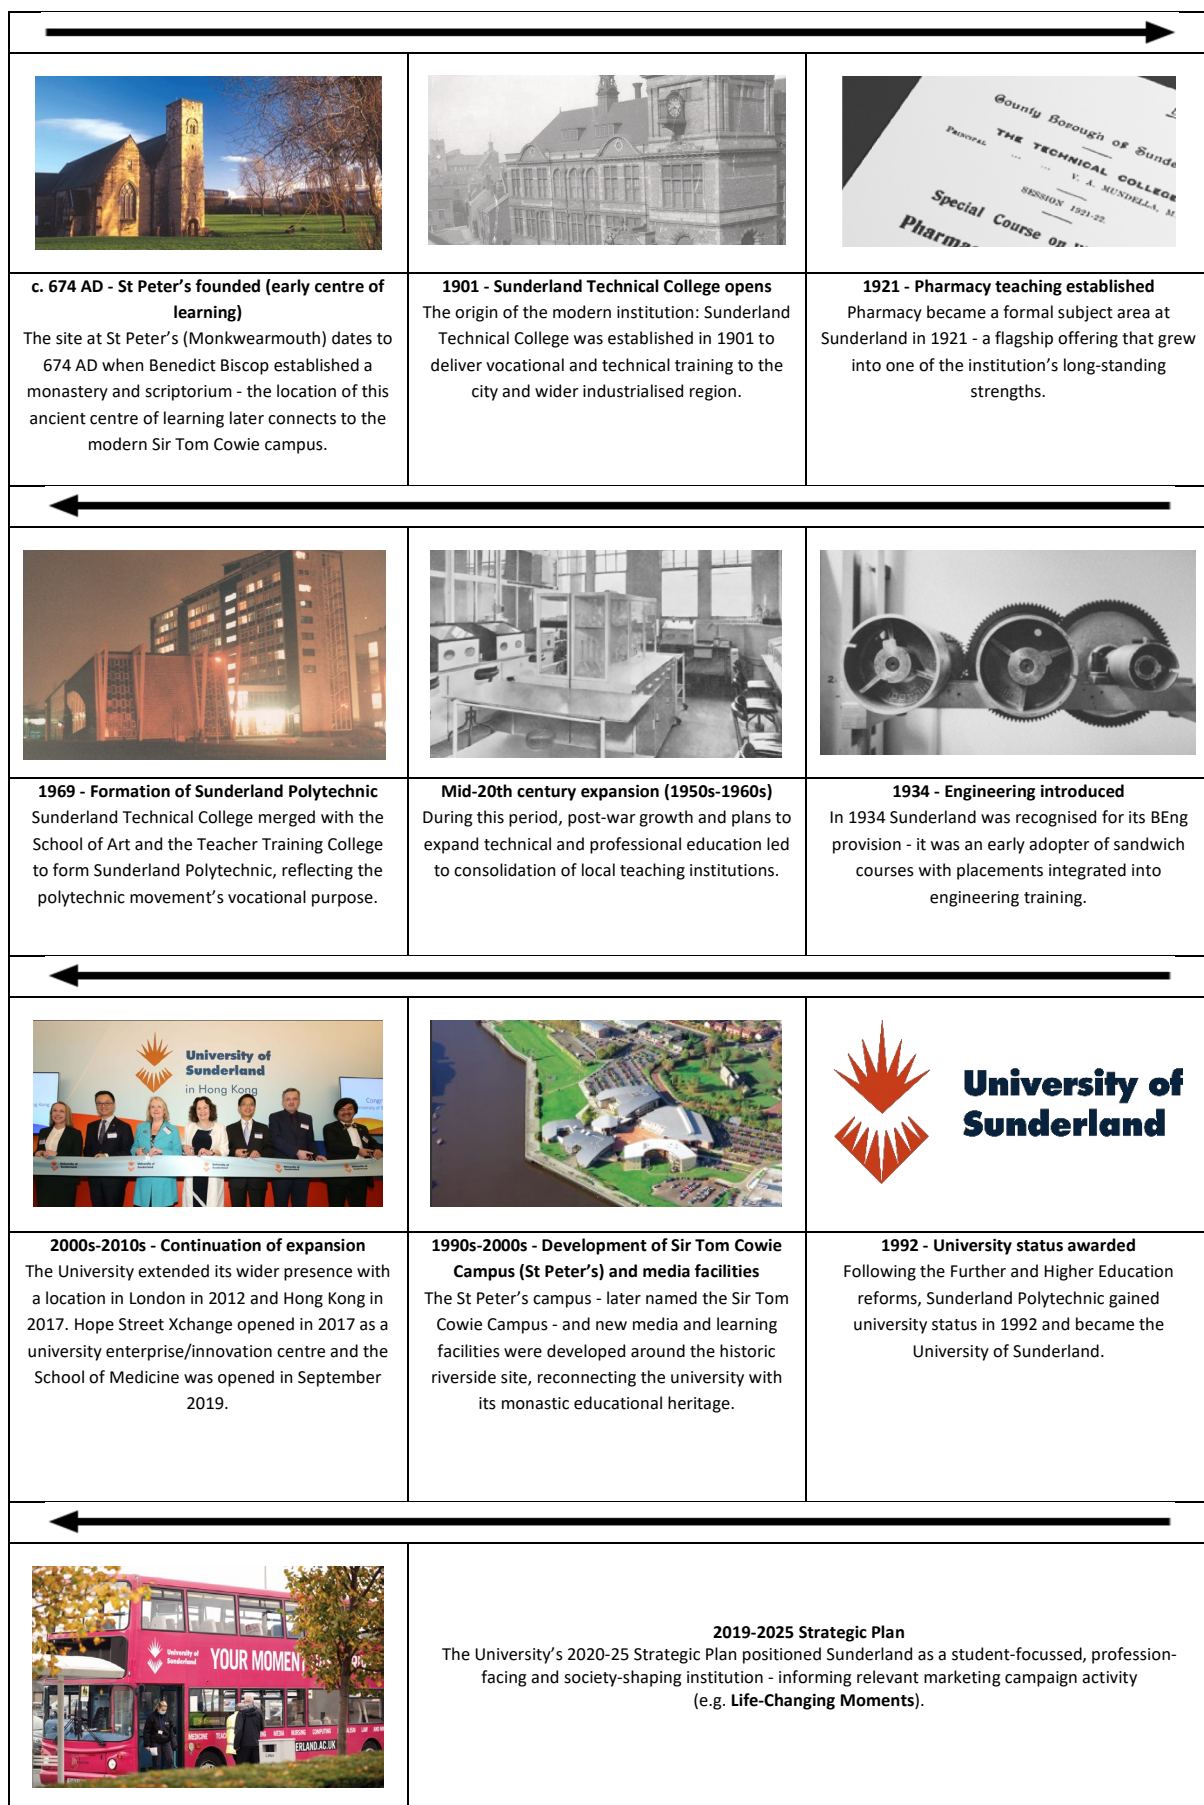 County Borough of Sunde
PRINCIPAL
THE TECHNICAL COLLEGE
V. A. MUNDELLA, M.
SESSION 1921-22.
Special Course on
Pharma
c. 674 AD - St Peter’s founded (early centre of
learning)
The site at St Peter’s (Monkwearmouth) dates to
674 AD when Benedict Biscop established a
monastery and scriptorium - the location of this
ancient centre of learning later connects to the
modern Sir Tom Cowie campus.
1901 - Sunderland Technical College opens
The origin of the modern institution: Sunderland
Technical College was established in 1901 to
deliver vocational and technical training to the
city and wider industrialised region.
1921 - Pharmacy teaching established
Pharmacy became a formal subject area at
Sunderland in 1921 - a flagship offering that grew
into one of the institution’s long-standing
strengths.
1969 - Formation of Sunderland Polytechnic
Sunderland Technical College merged with the
School of Art and the Teacher Training College
to form Sunderland Polytechnic, reflecting the
polytechnic movement’s vocational purpose.
Mid-20th century expansion (1950s-1960s)
During this period, post-war growth and plans to
expand technical and professional education led
to consolidation of local teaching institutions.
1934 - Engineering introduced
In 1934 Sunderland was recognised for its BEng
provision - it was an early adopter of sandwich
courses with placements integrated into
engineering training.
University of
Sunderland
in Hong Kong
University of
Sunderland
2000s-2010s - Continuation of expansion
The University extended its wider presence with
a location in London in 2012 and Hong Kong in
2017. Hope Street Xchange opened in 2017 as a
university enterprise/innovation centre and the
School of Medicine was opened in September
2019.
1990s-2000s - Development of Sir Tom Cowie
Campus (St Peter’s) and media facilities
The St Peter’s campus - later named the Sir Tom
Cowie Campus - and new media and learning
facilities were developed around the historic
riverside site, reconnecting the university with
its monastic educational heritage.
1992 - University status awarded
Following the Further and Higher Education
reforms, Sunderland Polytechnic gained
university status in 1992 and became the
University of Sunderland.
University of
Sunderland
YOUR MOMEN
MEDICINE
MEDIA NURSING COMPUTING
ERLAND.AC.UK
2019-2025 Strategic Plan
The University’s 2020-25 Strategic Plan positioned Sunderland as a student-focussed, profession-
facing and society-shaping institution - informing relevant marketing campaign activity
(e.g. Life-Changing Moments).